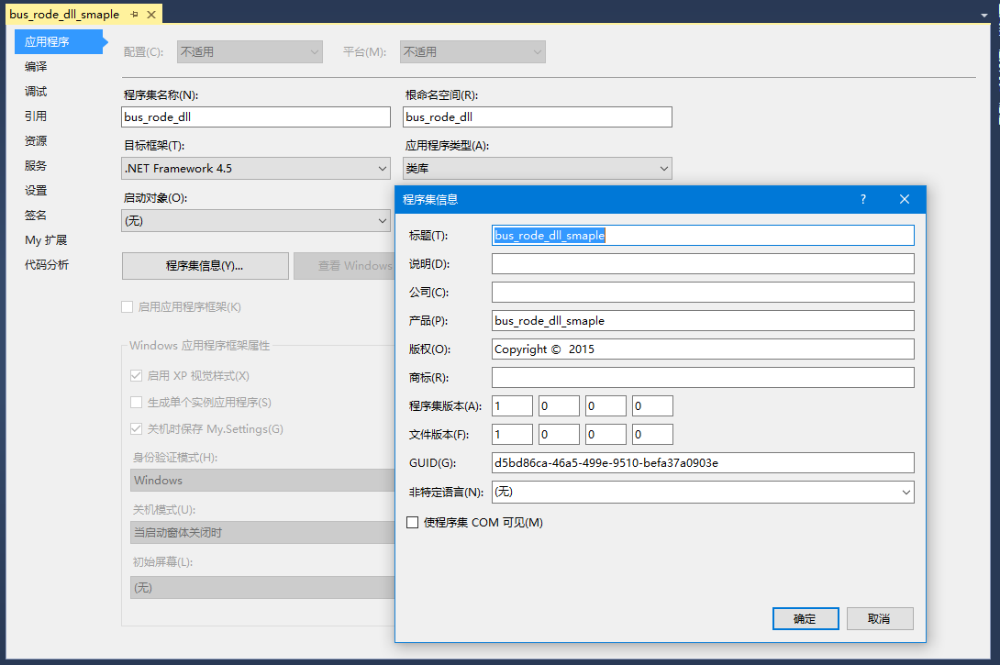 bus_rode_dll_smaple
应用程序
编译
调试
引用
资源
服务
设置
签名
My 扩展
代码分析
配置(C): 不适用 平台(M): 不适用
程序集名称(N): 根命名空间(R):
bus_rode_dll bus_rode_dll
目标框架(T): 应用程序类型(A):
.NET Framework 4.5 类库
启动对象(O):
(无)
程序集信息(Y)... 查看 Windows
启用应用程序框架(K)
Windows 应用程序框架属性
启用 XP 视觉样式(X)
生成单个实例应用程序(S)
关机时保存 My.Settings(G)
身份验证模式(H):
Windows
关机模式(U):
当启动窗体关闭时
初始屏幕(L):
(无)
程序集信息 ?
标题(T): bus_rode_dll_smaple
说明(D):
公司(C):
产品(P): bus_rode_dll_smaple
版权(O): Copyright © 2015
商标(R):
程序集版本(A): 1 0 0 0
文件版本(F): 1 0 0 0
GUID(G): d5bd86ca-46a5-499e-9510-befa37a0903e
非特定语言(N): (无)
使程序集 COM 可见(M)
确定 取消